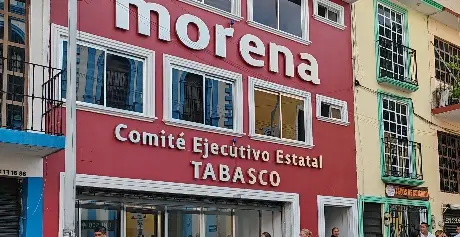 morena
Comité Ejecutivo Estatal
TABASCO